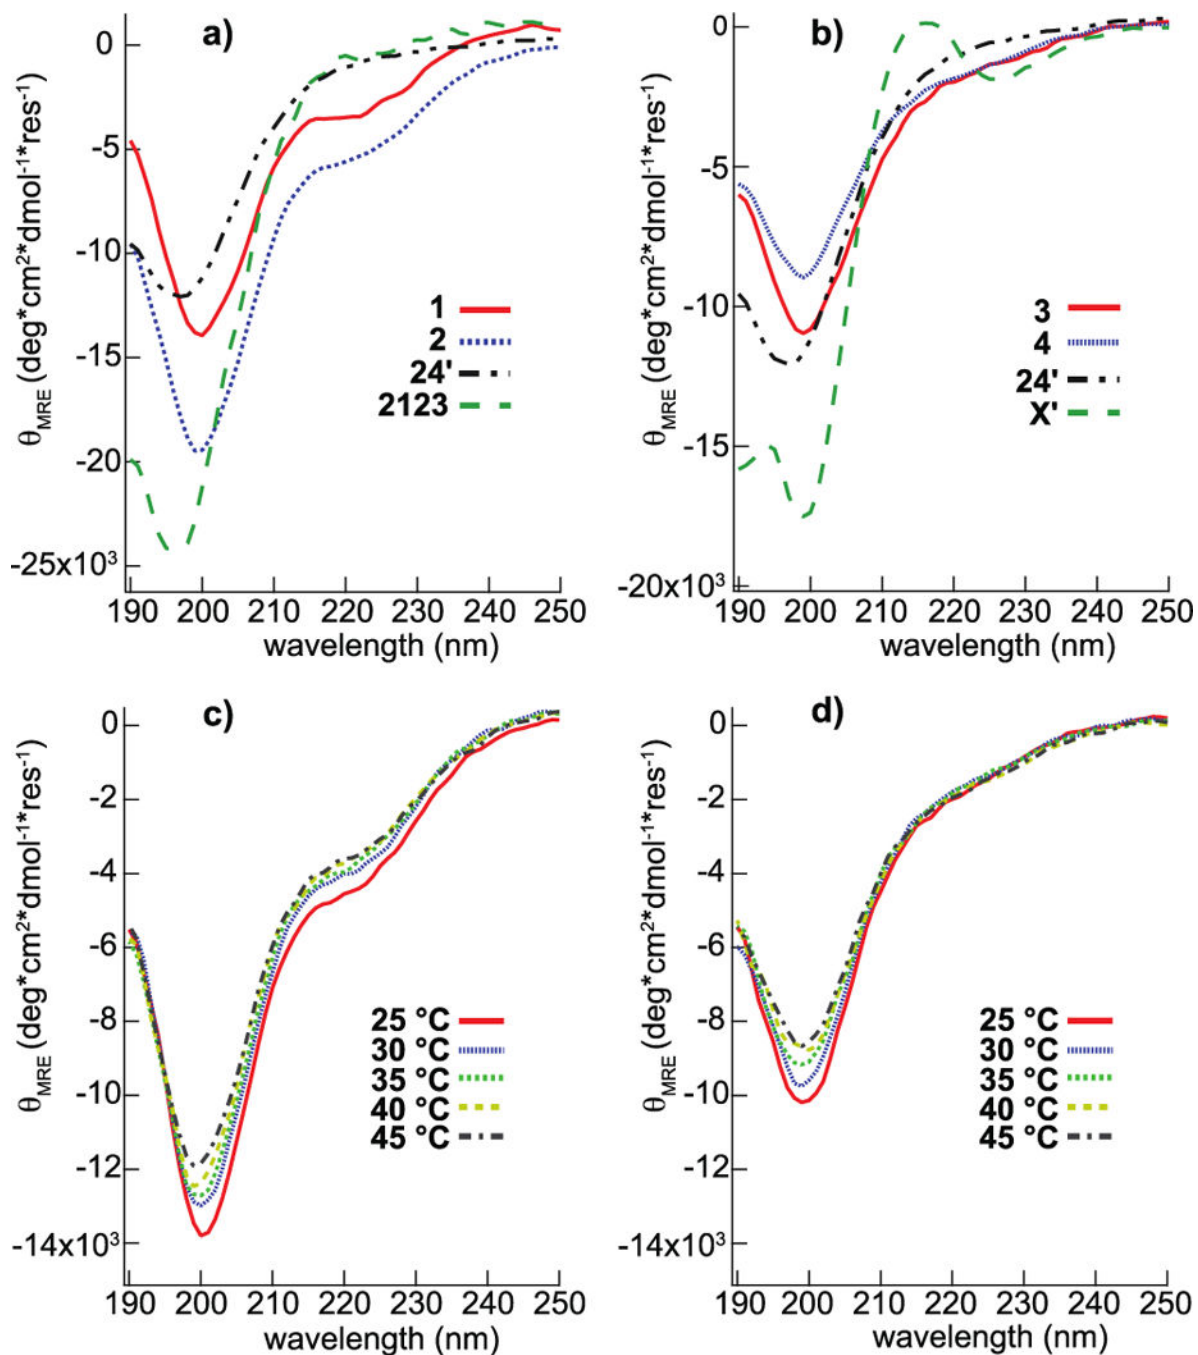 a)
0
-5
-10
-15
-20
-25x10³
θMRE (deg*cm²*dmol⁻¹*res⁻¹)
1
2
24'
2123
190 200 210 220 230 240 250
wavelength (nm)
b)
0
-5
-10
-15
-20x10³
θMRE (deg*cm²*dmol⁻¹*res⁻¹)
3
4
24'
X'
190 200 210 220 230 240 250
wavelength (nm)
c)
0
-2
-4
-6
-8
-10
-12
-14x10³
θMRE (deg*cm²*dmol⁻¹*res⁻¹)
25 °C
30 °C
35 °C
40 °C
45 °C
190 200 210 220 230 240 250
wavelength (nm)
d)
0
-2
-4
-6
-8
-10
-12
-14x10³
θMRE (deg*cm²*dmol⁻¹*res⁻¹)
25 °C
30 °C
35 °C
40 °C
45 °C
190 200 210 220 230 240 250
wavelength (nm)